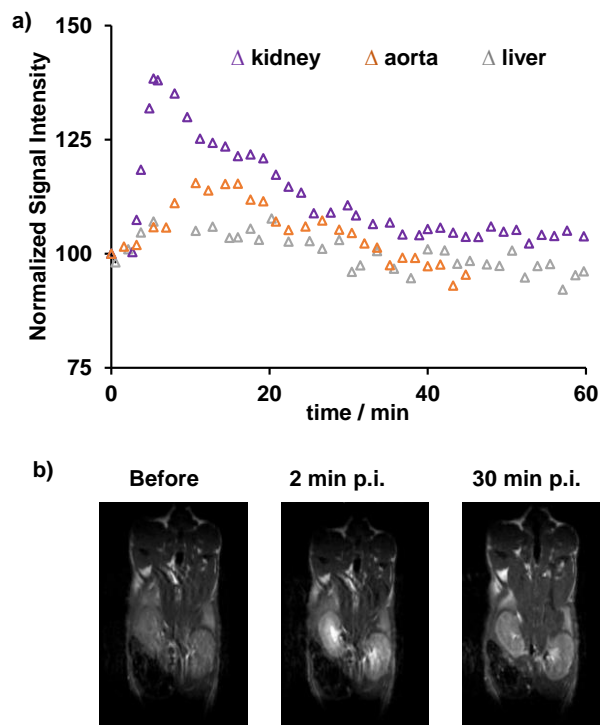 a)
150
125
100
75
Normalized Signal Intensity
Δ kidney Δ aorta Δ liver
0 20 40 60
time / min
b)
Before 2 min p.i. 30 min p.i.